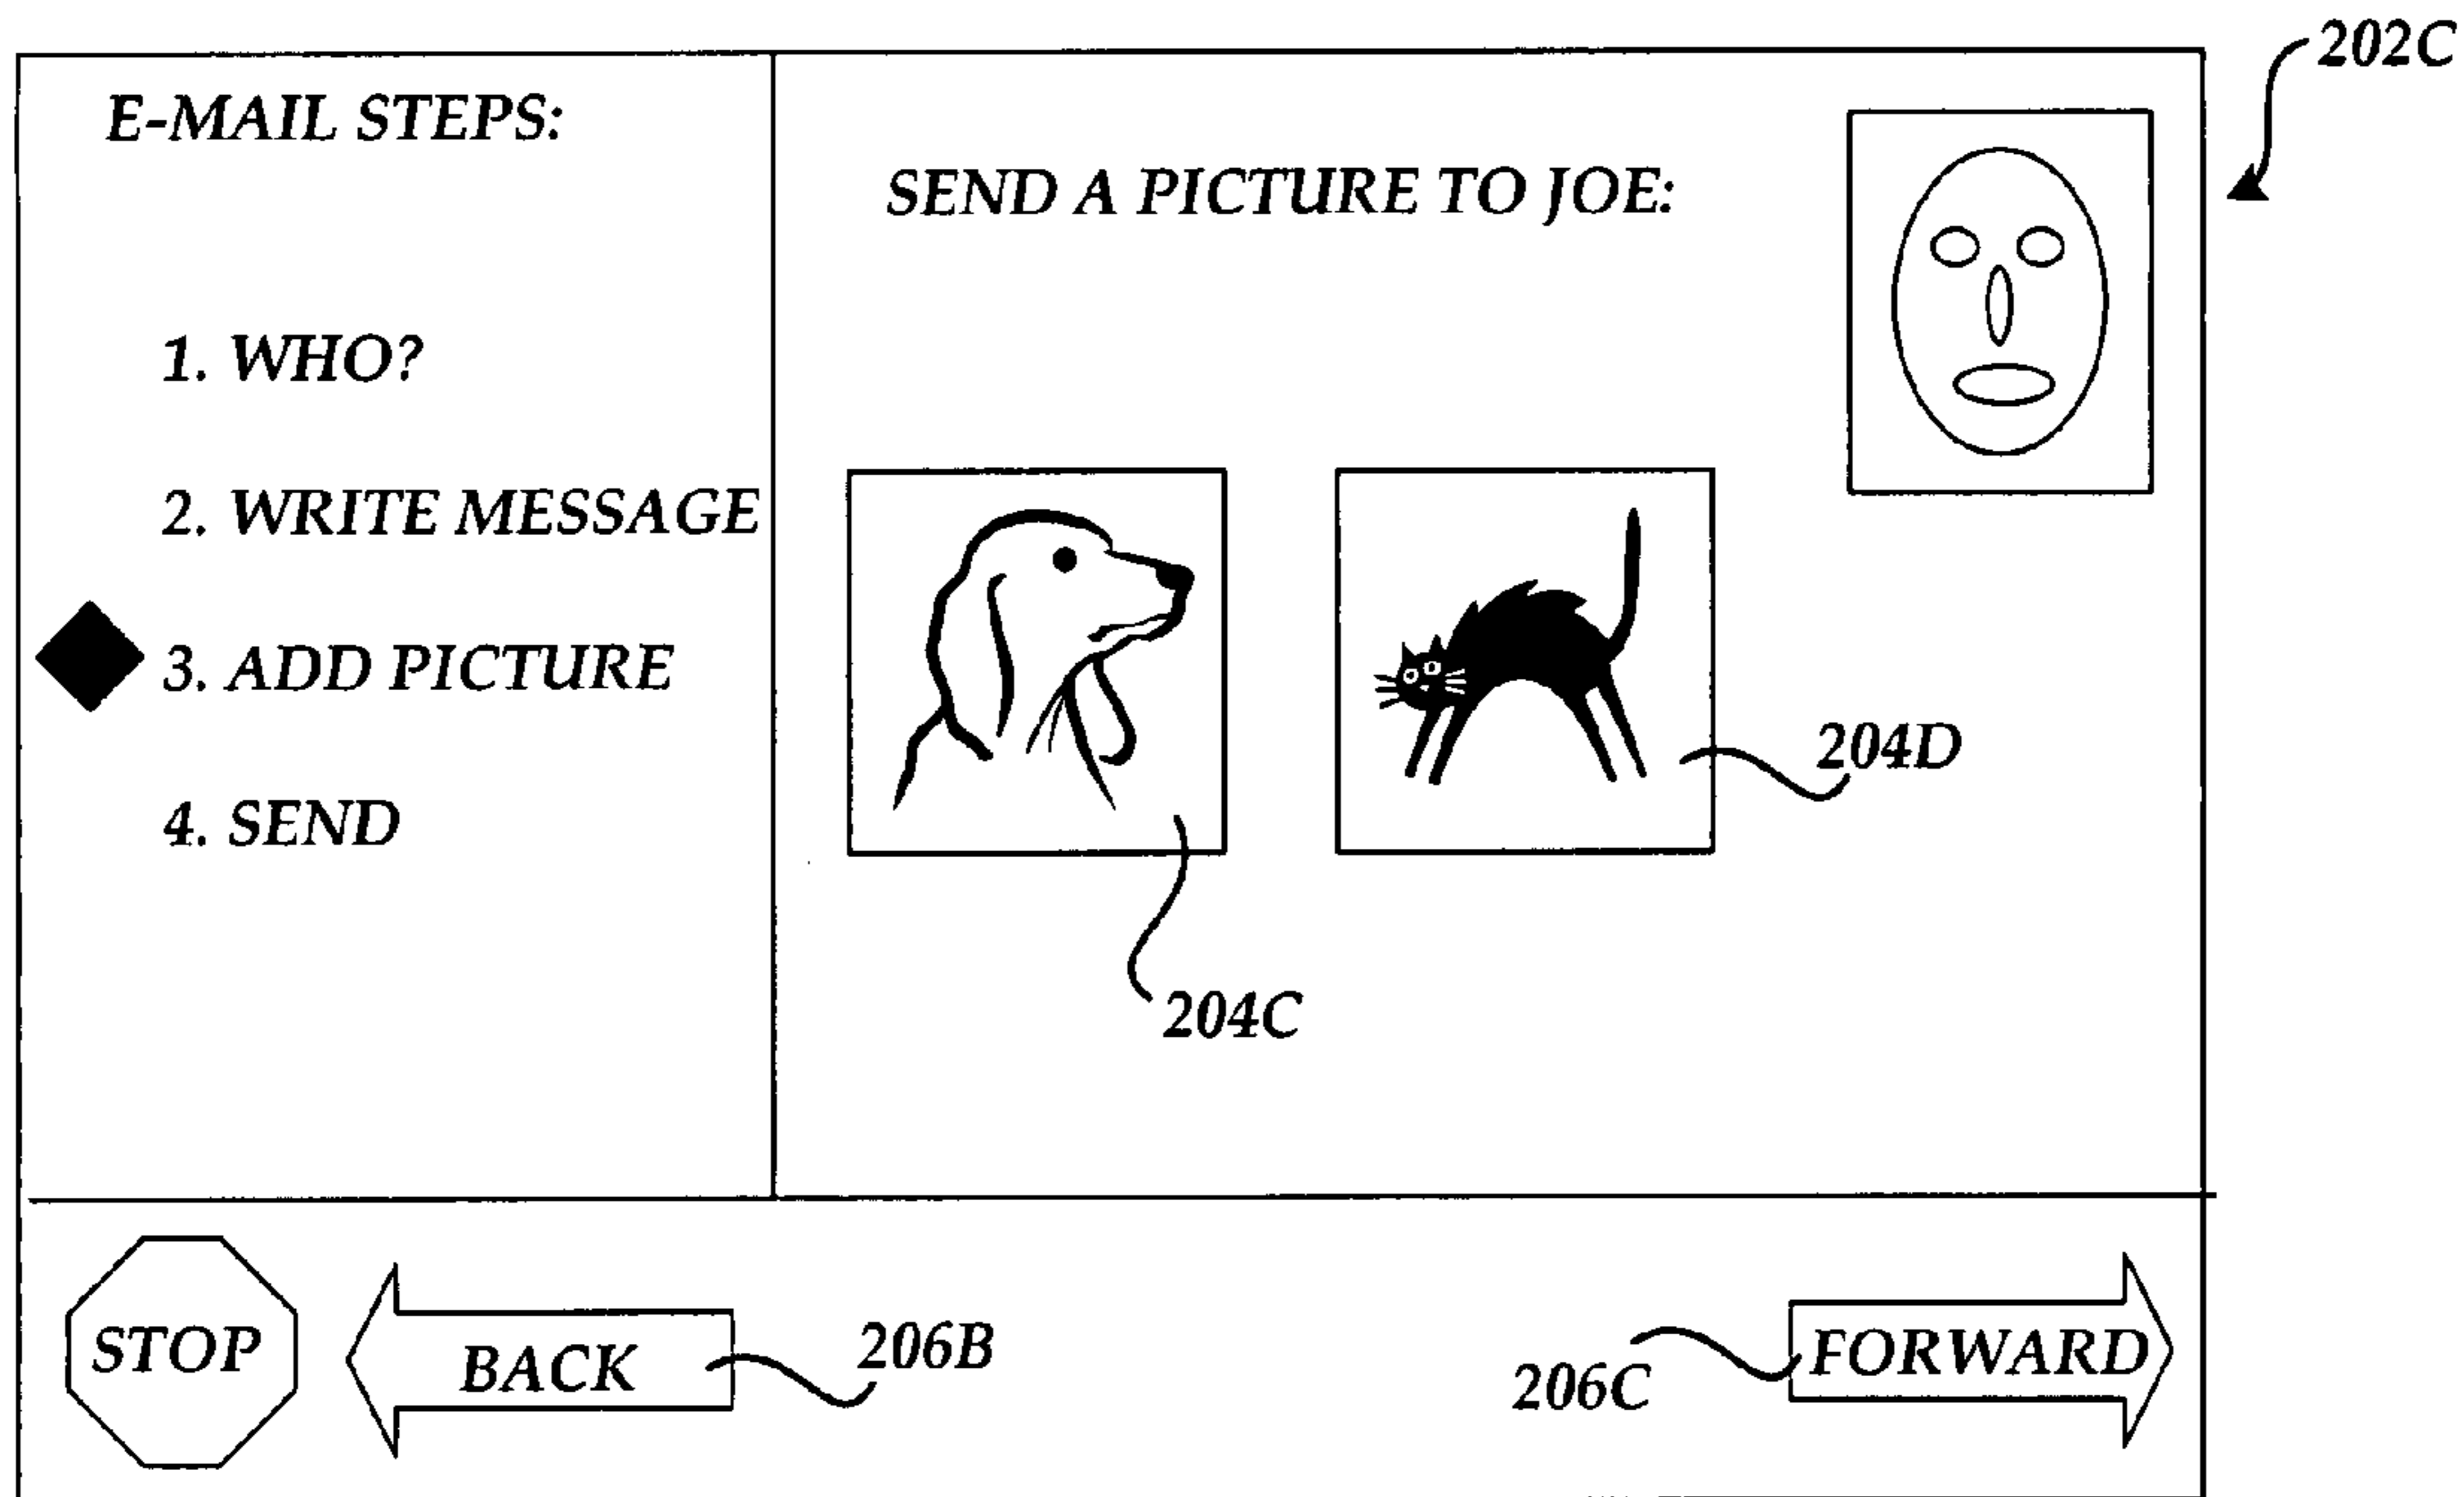 202C
E-MAIL STEPS:
SEND A PICTURE TO JOE:
1. WHO?
2. WRITE MESSAGE
3. ADD PICTURE
4. SEND
204D
204C
STOP
BACK
206B
206C
FORWARD